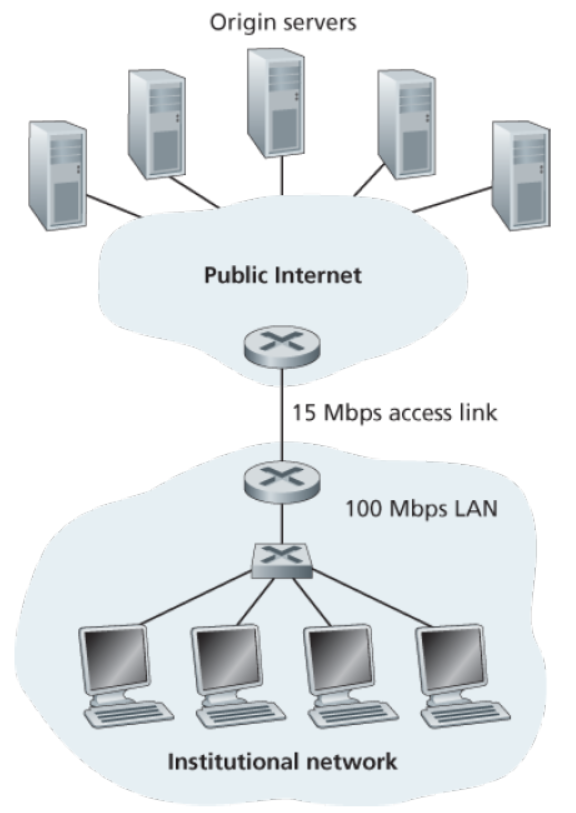 Origin servers
Public Internet
15 Mbps access link
100 Mbps LAN
Institutional network